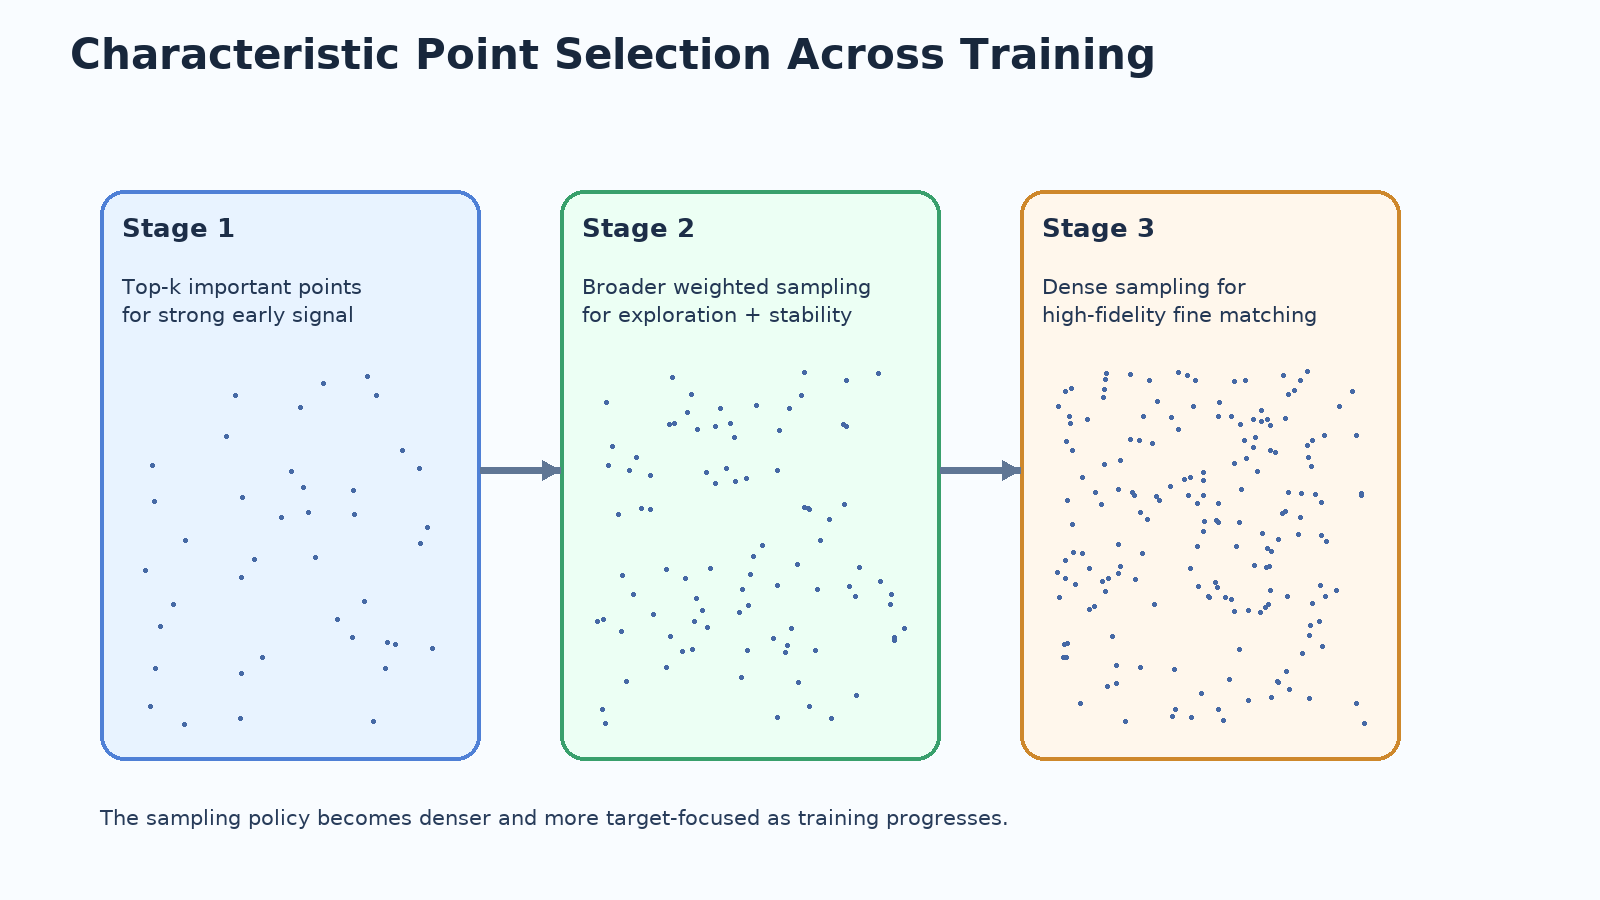 Characteristic Point Selection Across Training
Stage 1
Top-k important points
for strong early signal
Stage 2
Broader weighted sampling
for exploration + stability
Stage 3
Dense sampling for
high-fidelity fine matching
The sampling policy becomes denser and more target-focused as training progresses.